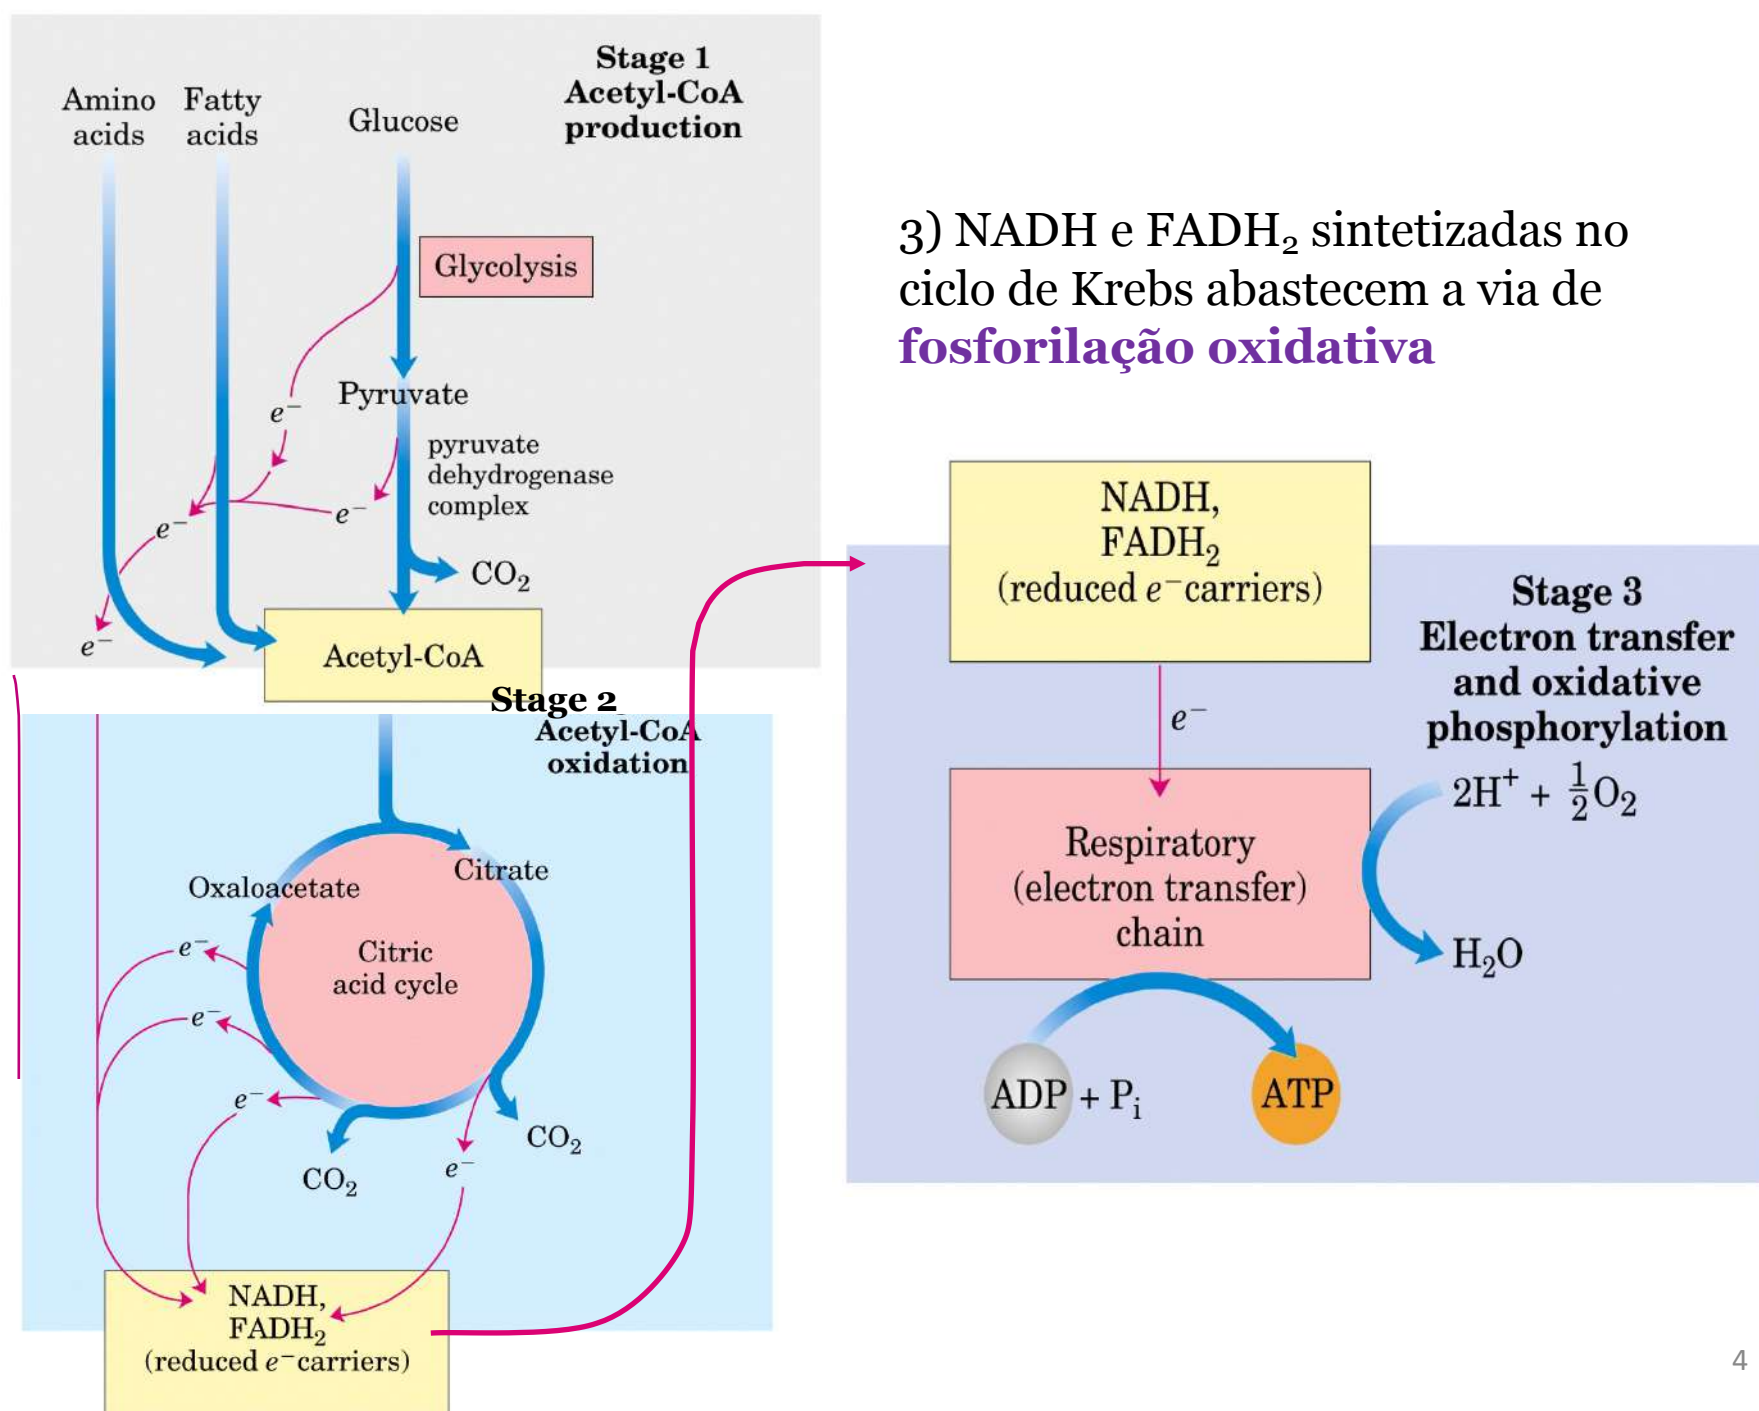 Stage 1
Acetyl-CoA
production
Amino
acids
Fatty
acids
Glucose
Glycolysis
Pyruvate
e⁻
pyruvate
dehydrogenase
complex
e⁻
e⁻
CO₂
e⁻
Acetyl-CoA
Stage 2
Acetyl-CoA
oxidation
Citrate
Oxaloacetate
Citric
acid cycle
e⁻
e⁻
e⁻
CO₂
e⁻
CO₂
NADH,
FADH₂
(reduced e⁻carriers)
3) NADH e FADH₂ sintetizadas no
ciclo de Krebs abastecem a via de
fosforilação oxidativa
NADH,
FADH₂
(reduced e⁻carriers)
Stage 3
Electron transfer
and oxidative
phosphorylation
e⁻
2H⁺ + ½O₂
Respiratory
(electron transfer)
chain
H₂O
ADP + Pᵢ
ATP
4